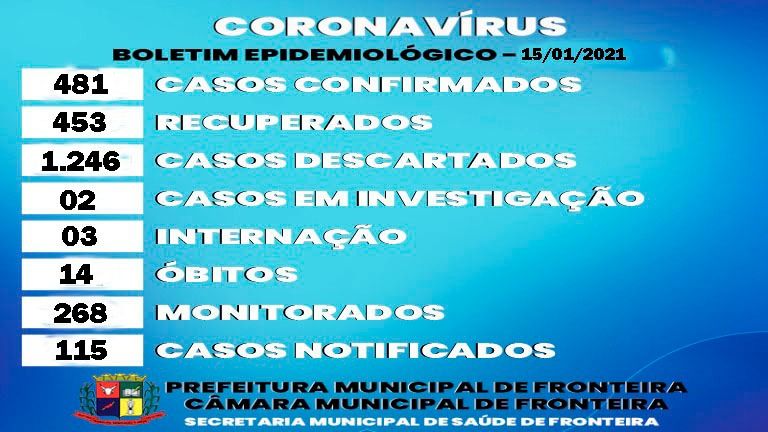 CORONAVÍRUS
BOLETIM EPIDEMIOLÓGICO - 15/01/2021
481 CASOS CONFIRMADOS
453 RECUPERADOS
1.246 CASOS DESCARTADOS
02 CASOS EM INVESTIGAÇÃO
03 INTERNAÇÃO
14 ÓBITOS
268 MONITORADOS
115 CASOS NOTIFICADOS
PREFEITURA MUNICIPAL DE FRONTEIRA
CÂMARA MUNICIPAL DE FRONTEIRA
SECRETARIA MUNICIPAL DE SAÚDE DE FRONTEIRA